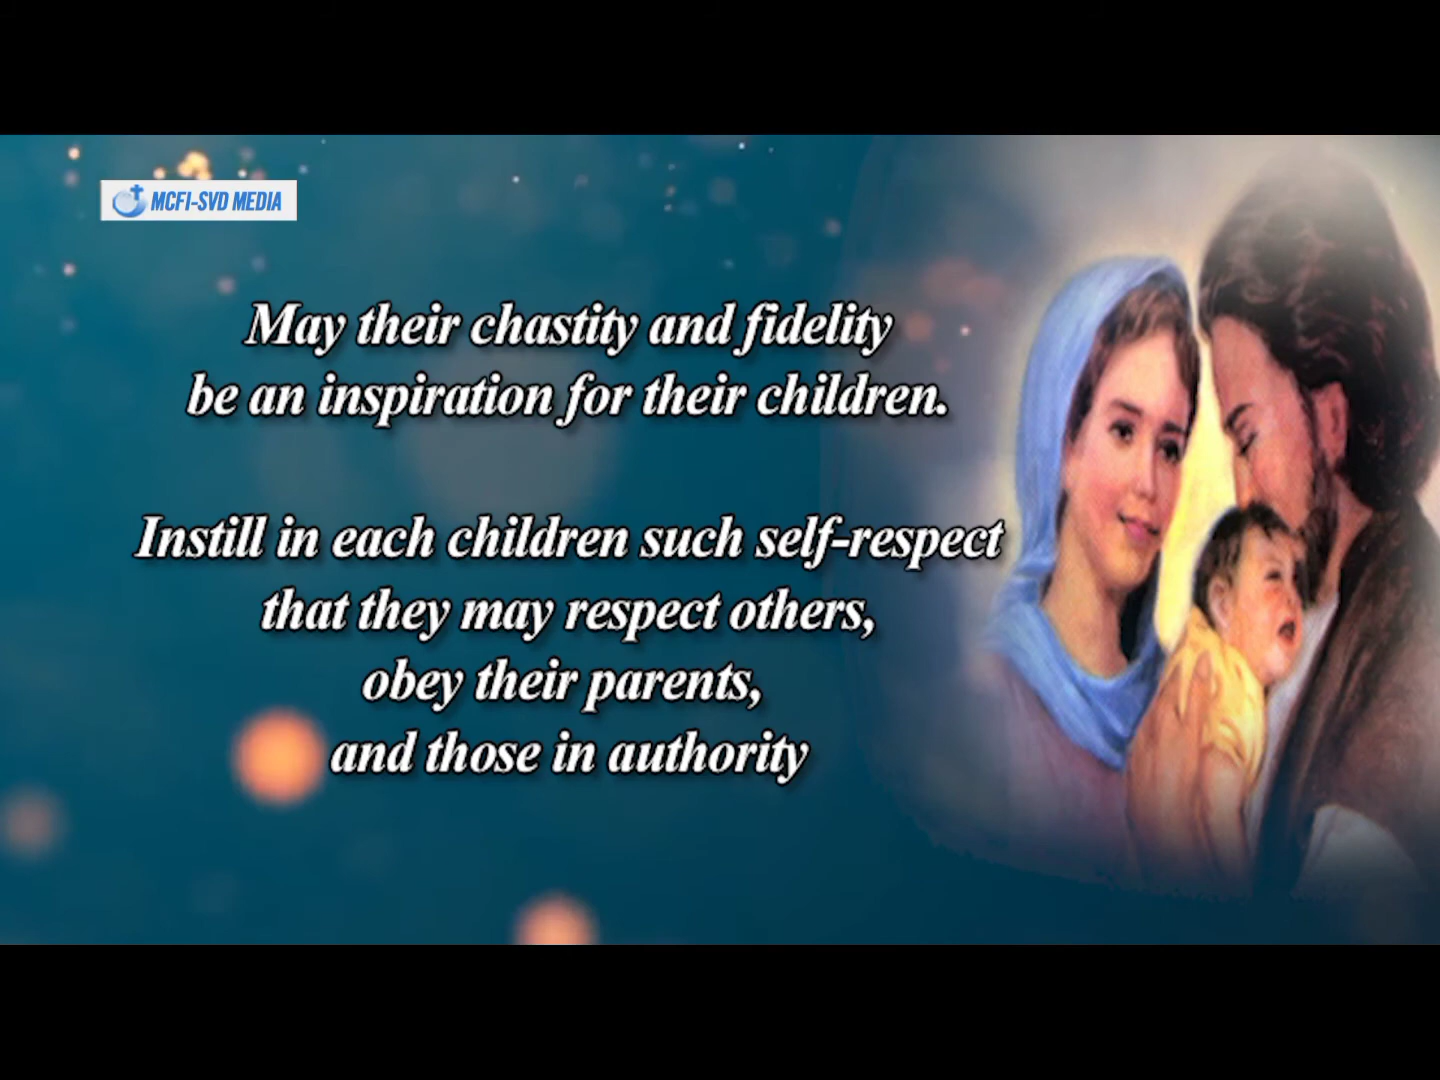 MCFI-SVD MEDIA
May their chastity and fidelity
be an inspiration for their children.
Instill in each children such self-respect
that they may respect others,
obey their parents,
and those in authority